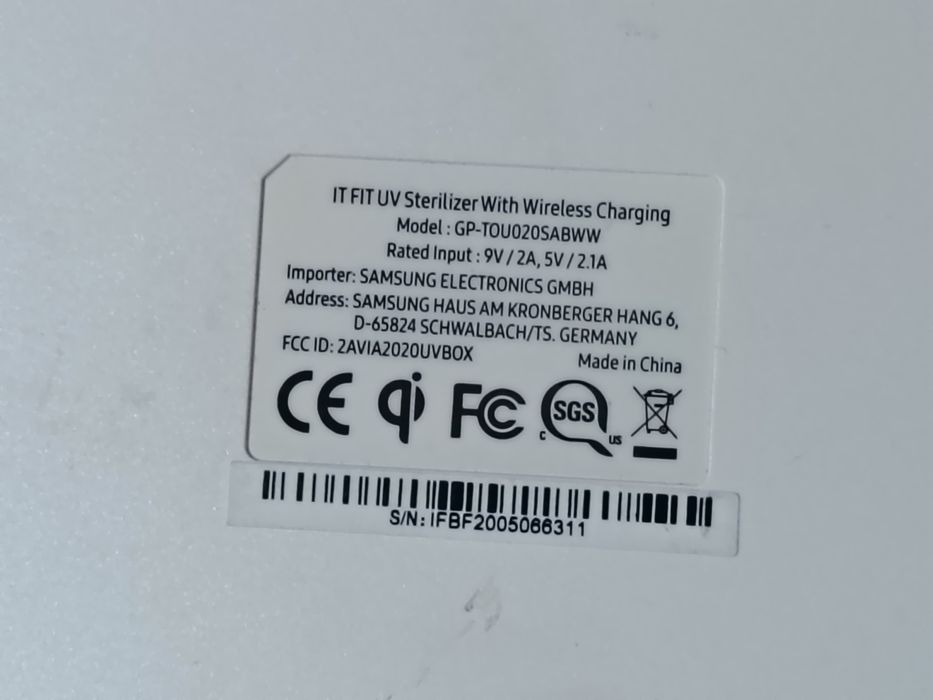 IT FIT UV Sterilizer With Wireless Charging
Model : GP-TOU020SABWW
Rated Input : 9V / 2A, 5V / 2.1A
Importer: SAMSUNG ELECTRONICS GMBH
Address: SAMSUNG HAUS AM KRONBERGER HANG 6,
D-65824 SCHWALBACH/TS. GERMANY
FCC ID: 2AVIA2020UVBOX
Made in China
CE qi FC c SGS us
S/N: IFBF2005066311